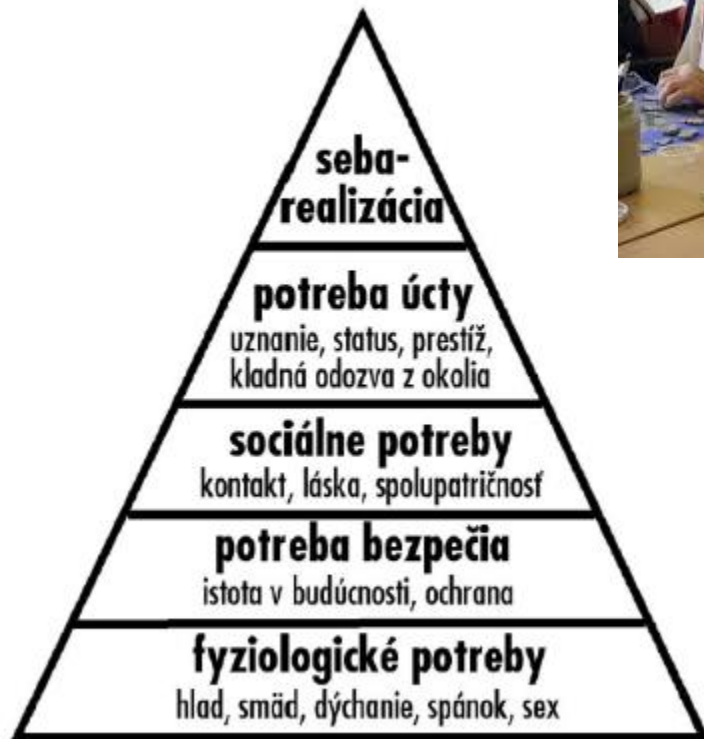 seba-
realizácia
potreba úcty
uznanie, status, prestíž,
kladná odozva z okolia
sociálne potreby
kontakt, láska, spolupatričnosť
potreba bezpečia
istota v budúcnosti, ochrana
fyziologické potreby
hlad, smäd, dýchanie, spánok, sex